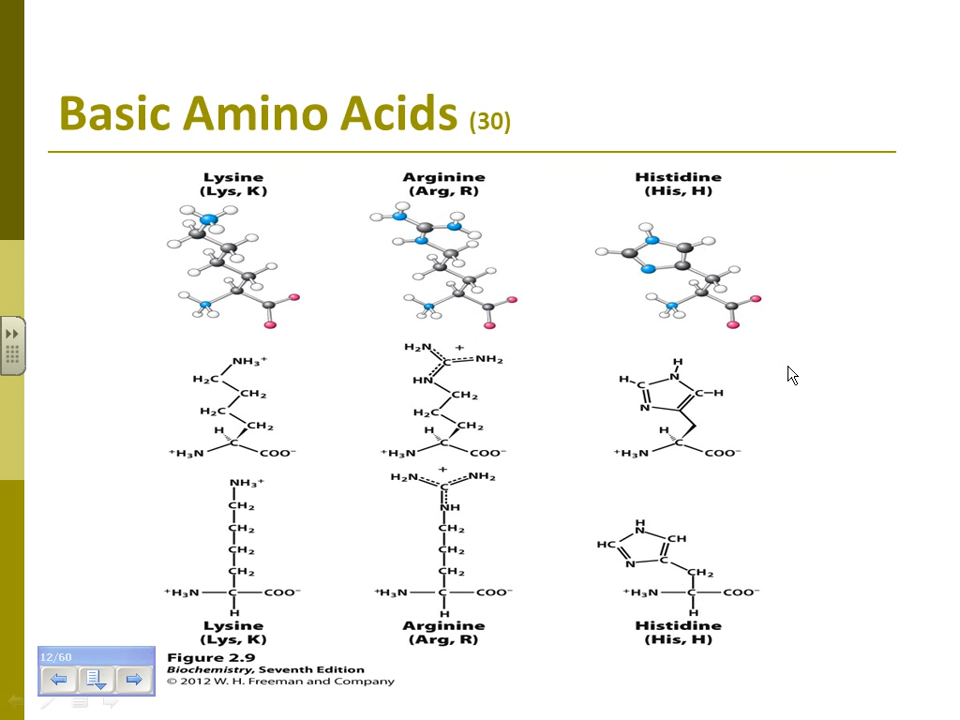 Basic Amino Acids (30)
Lysine
(Lys, K)
Arginine
(Arg, R)
Histidine
(His, H)
NH₃⁺
H₂C
CH₂
H₂C
CH₂
H
⁺H₃N
C
COO⁻
H₂N
+
C
NH₂
HN
CH₂
H₂C
CH₂
H
⁺H₃N
C
COO⁻
H
N
H
C
C
H
N
H
⁺H₃N
C
COO⁻
NH₃⁺
CH₂
CH₂
CH₂
CH₂
⁺H₃N
C
COO⁻
H
+
H₂N
C
NH₂
NH
CH₂
CH₂
CH₂
⁺H₃N
C
COO⁻
H
H
N
HC
CH
N
C
CH₂
⁺H₃N
C
COO⁻
H
Lysine
(Lys, K)
Arginine
(Arg, R)
Histidine
(His, H)
12/60
Figure 2.9
Biochemistry, Seventh Edition
© 2012 W. H. Freeman and Company